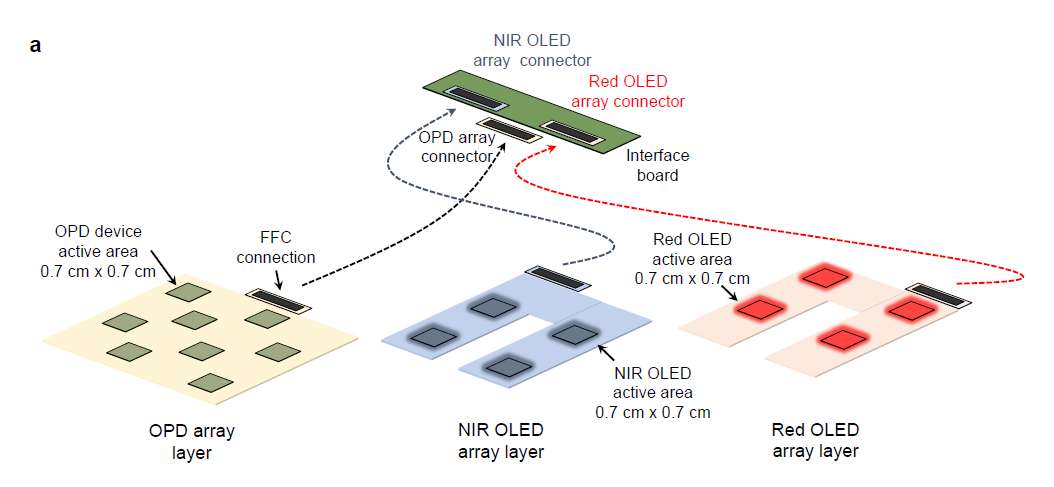 a
NIR OLED
array connector
Red OLED
array connector
OPD array
connector
Interface
board
OPD device
active area
0.7 cm x 0.7 cm
FFC
connection
Red OLED
active area
0.7 cm x 0.7 cm
NIR OLED
active area
0.7 cm x 0.7 cm
OPD array
layer
NIR OLED
array layer
Red OLED
array layer